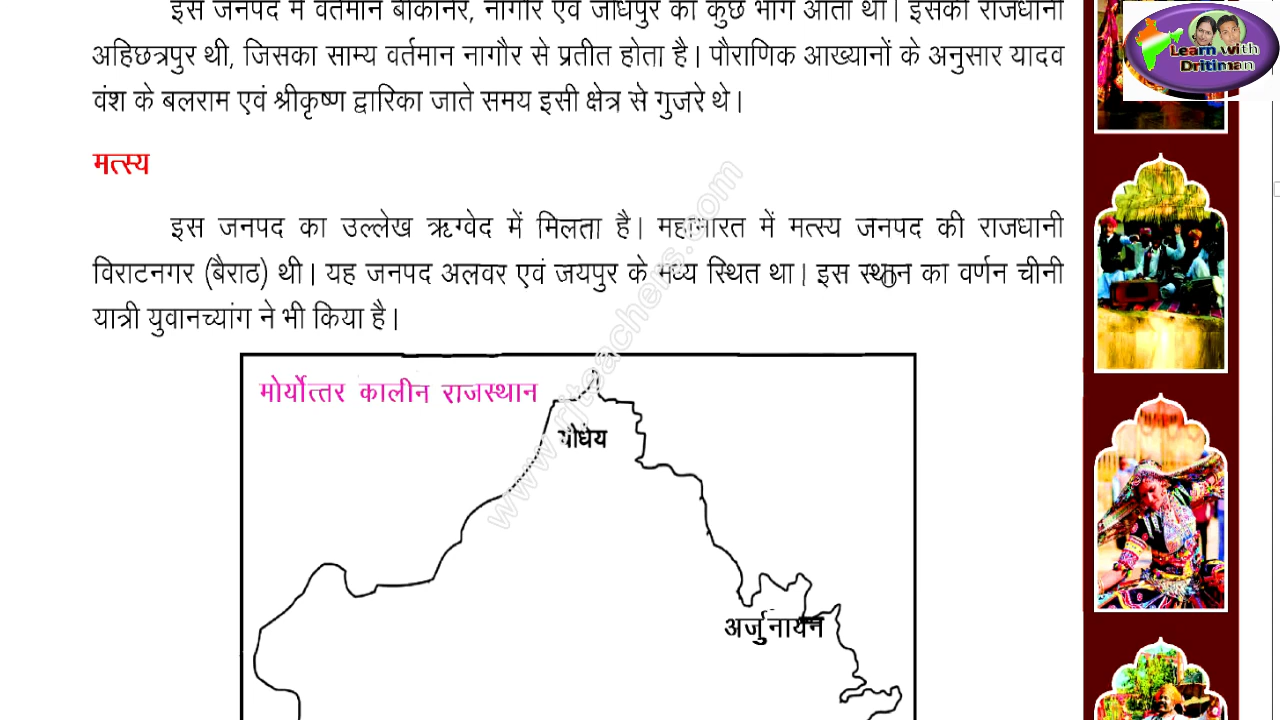 इस जनपद में वर्तमान बीकानेर, नागौर एवं जोधपुर का कुछ भाग आता था। इसकी राजधानी
अहिछत्रपुर थी, जिसका साम्य वर्तमान नागौर से प्रतीत होता है। पौराणिक आख्यानों के अनुसार यादव
वंश के बलराम एवं श्रीकृष्ण द्वारिका जाते समय इसी क्षेत्र से गुजरे थे।
Learn with
Dritiman
मत्स्य
इस जनपद का उल्लेख ऋग्वेद में मिलता है। महाभारत में मत्स्य जनपद की राजधानी
विराटनगर (बैराठ) थी। यह जनपद अलवर एवं जयपुर के मध्य स्थित था। इस स्थान का वर्णन चीनी
यात्री युवानच्यांग ने भी किया है।
मोर्योत्तर कालीन राजस्थान
यौधेय
अर्जुनायन